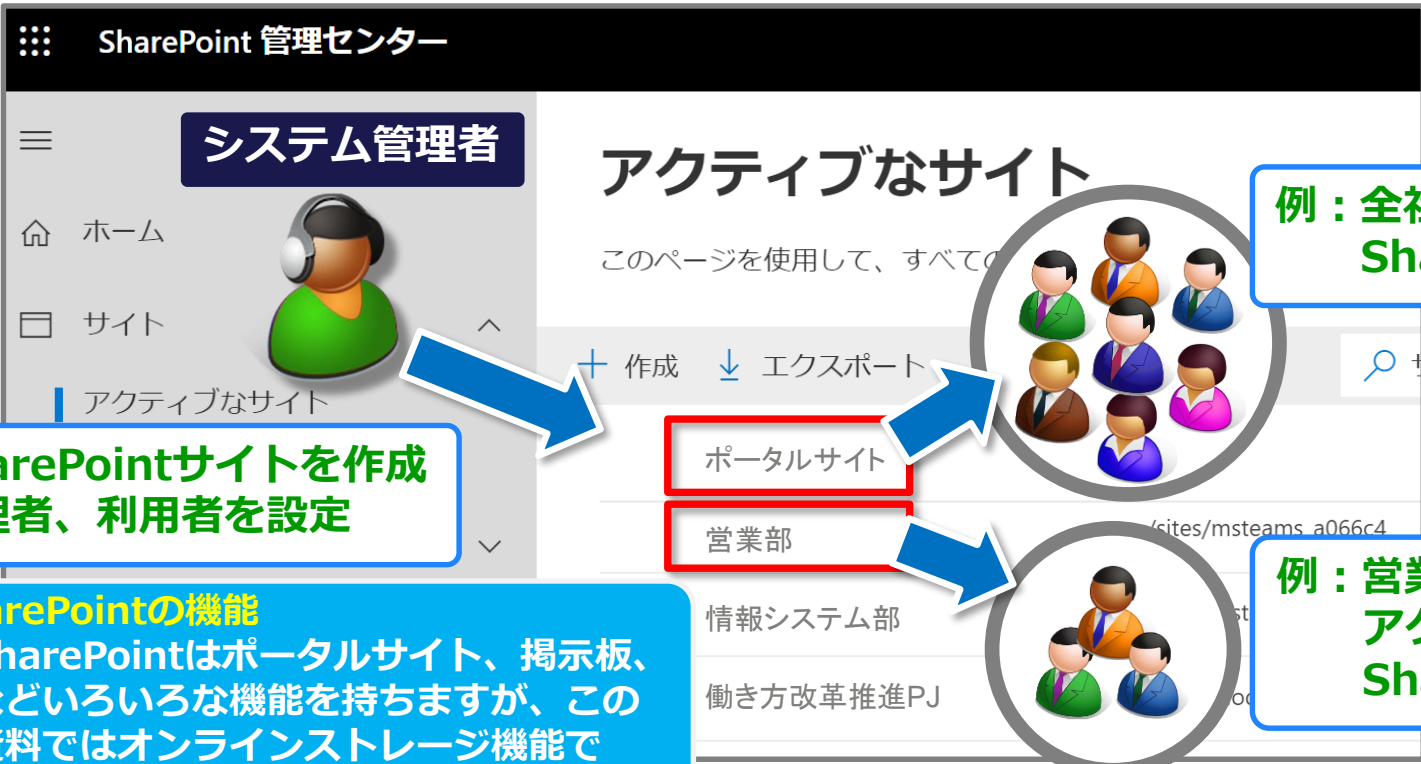 SharePoint 管理センター
システム管理者
ホーム
サイト
アクティブなサイト
arePointサイトを作成
理者、利用者を設定
arePointの機能
harePointはポータルサイト、掲示板、
などいろいろな機能を持ちますが、この
資料ではオンラインストレージ機能で
アクティブなサイト
このページを使用して、すべての
作成 エクスポート
ポータルサイト
営業部
/sites/msteams_a066c4
情報システム部
働き方改革推進PJ
例：全社
Sha
例：営業
アク
Sha